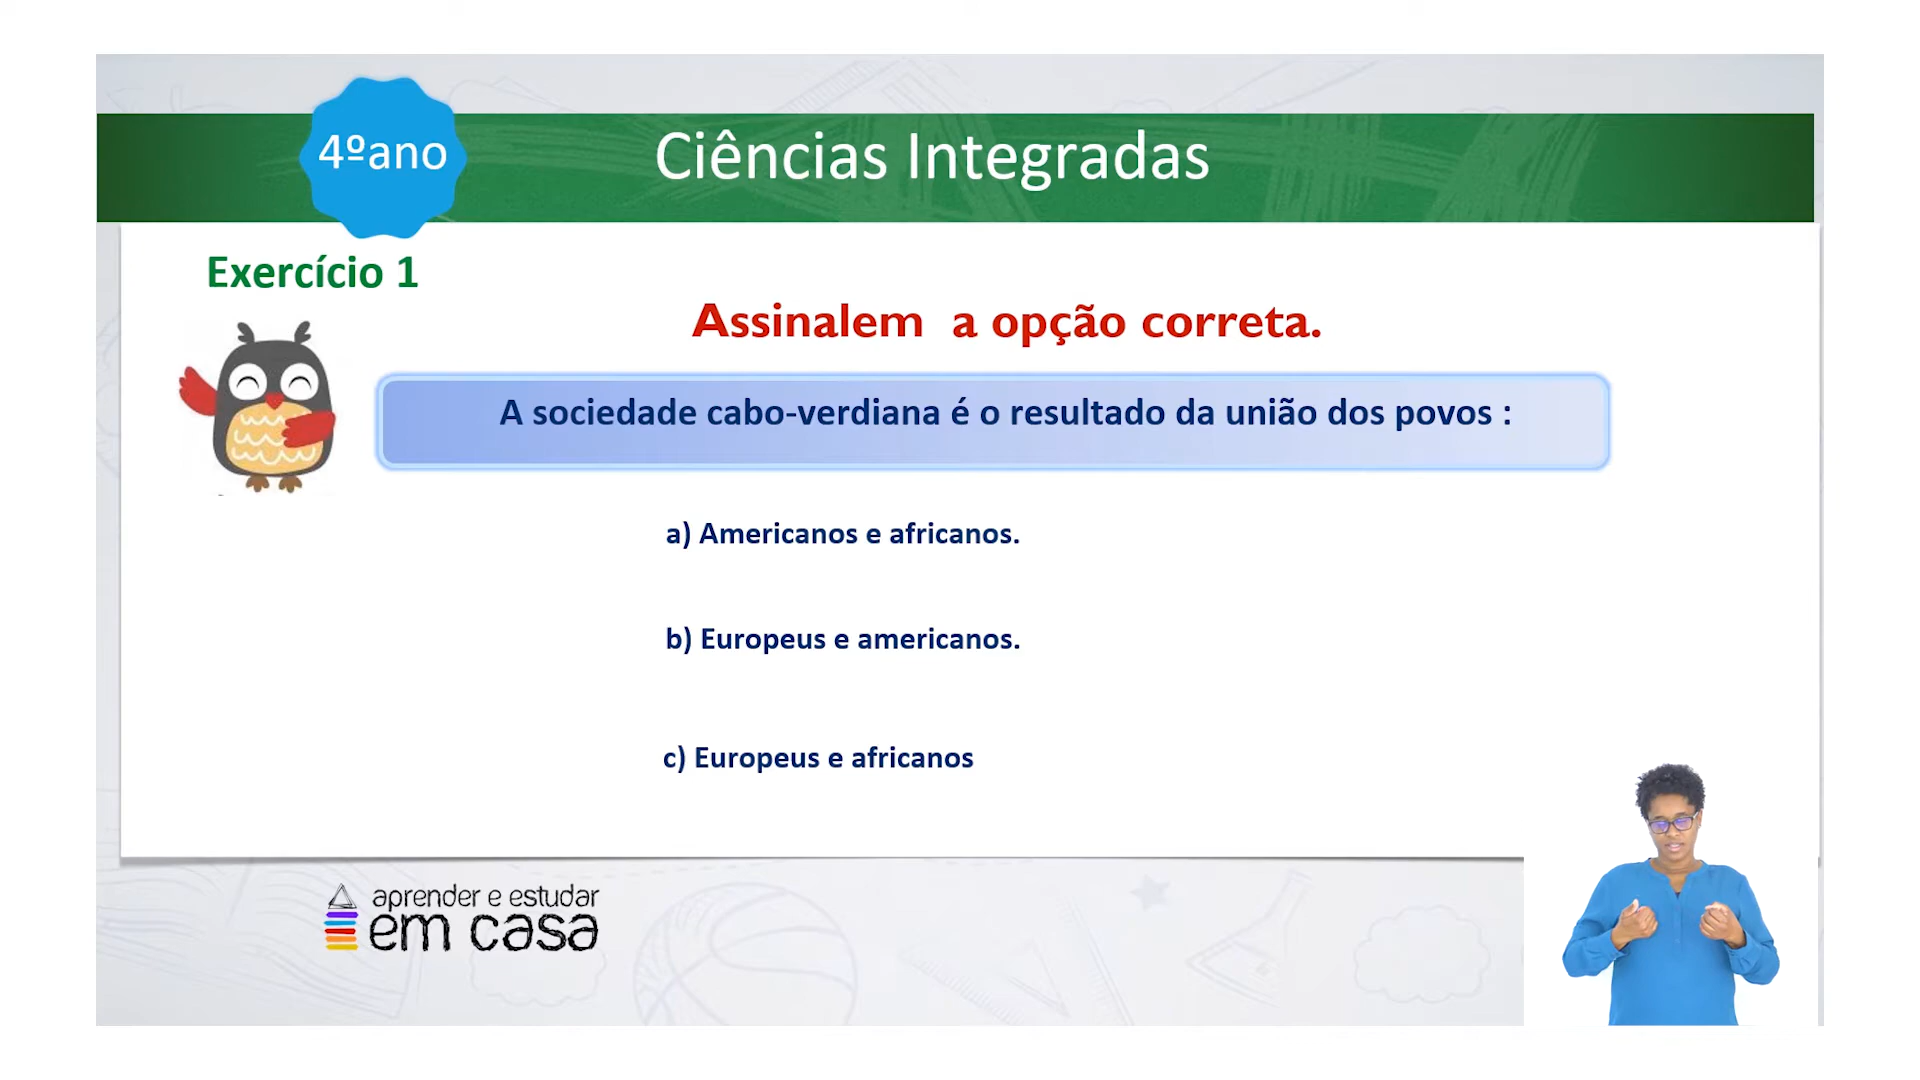 4ºano
Ciências Integradas
Exercício 1
Assinalem a opção correta.
A sociedade cabo-verdiana é o resultado da união dos povos :
a) Americanos e africanos.
b) Europeus e americanos.
c) Europeus e africanos
aprender e estudar
em casa